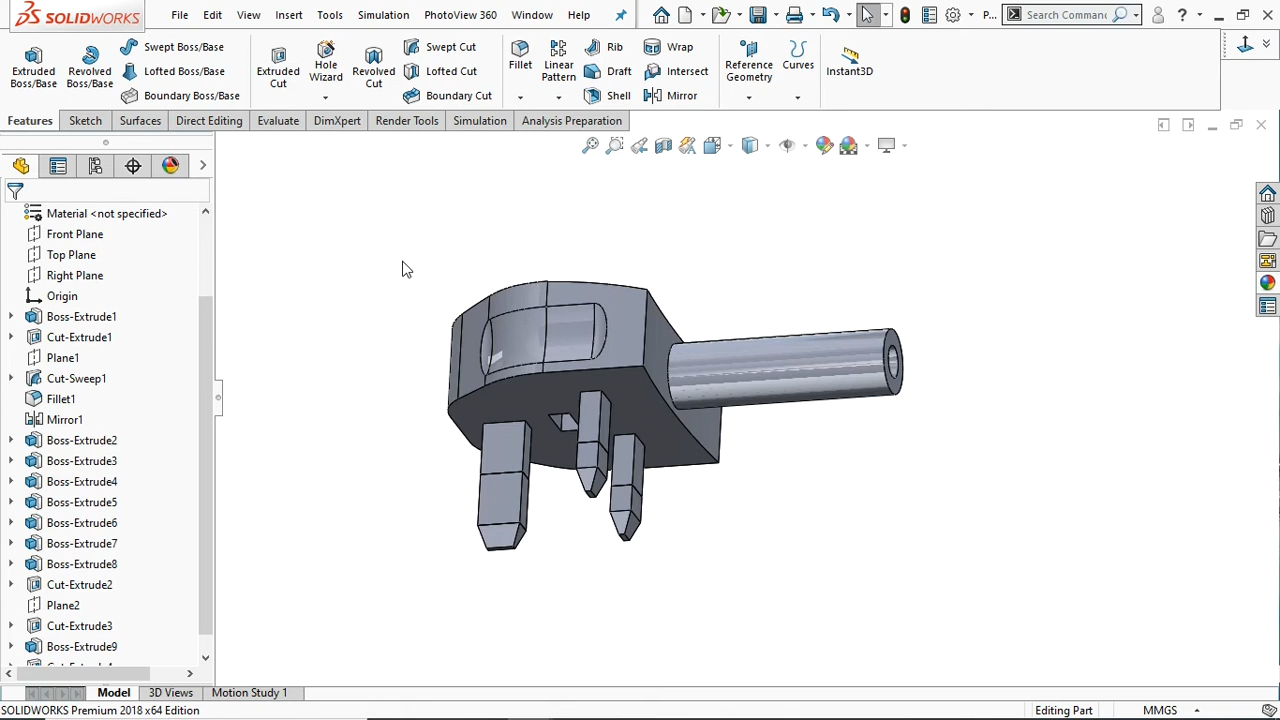 SOLIDWORKS
File Edit View Insert Tools Simulation PhotoView 360 Window Help
P...
Search Comman
Extruded Boss/Base
Revolved Boss/Base
Swept Boss/Base
Lofted Boss/Base
Boundary Boss/Base
Extruded Cut
Hole Wizard
Revolved Cut
Swept Cut
Lofted Cut
Boundary Cut
Fillet
Linear Pattern
Rib
Draft
Shell
Wrap
Intersect
Mirror
Reference Geometry
Curves
Instant3D
Features Sketch Surfaces Direct Editing Evaluate DimXpert Render Tools Simulation Analysis Preparation
Material <not specified>
Front Plane
Top Plane
Right Plane
Origin
Boss-Extrude1
Cut-Extrude1
Plane1
Cut-Sweep1
Fillet1
Mirror1
Boss-Extrude2
Boss-Extrude3
Boss-Extrude4
Boss-Extrude5
Boss-Extrude6
Boss-Extrude7
Boss-Extrude8
Cut-Extrude2
Plane2
Cut-Extrude3
Boss-Extrude9
Model 3D Views Motion Study 1
SOLIDWORKS Premium 2018 x64 Edition
Editing Part
MMGS